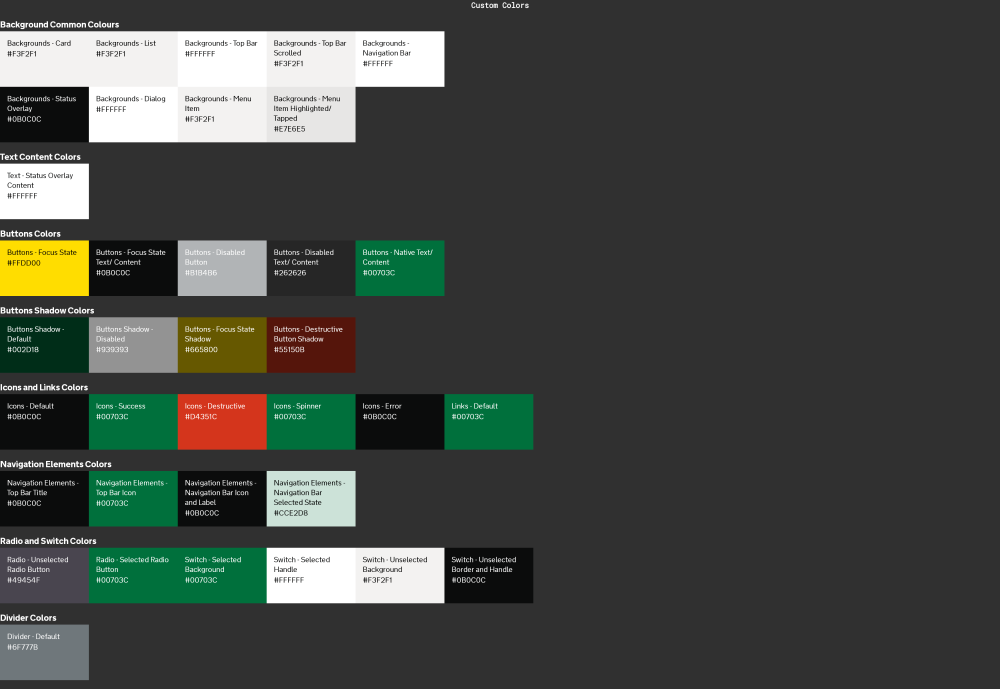 Custom Colors
Background Common Colours
Backgrounds - Card
#F3F2F1
Backgrounds - List
#F3F2F1
Backgrounds - Top Bar
#FFFFFF
Backgrounds - Top Bar
Scrolled
#F3F2F1
Backgrounds -
Navigation Bar
#FFFFFF
Backgrounds - Status
Overlay
#0B0C0C
Backgrounds - Dialog
#FFFFFF
Backgrounds - Menu
Item
#F3F2F1
Backgrounds - Menu
Item Highlighted/
Tapped
#E7E6E5
Text Content Colors
Text - Status Overlay
Content
#FFFFFF
Buttons Colors
Buttons - Focus State
#FFDD00
Buttons - Focus State
Text/ Content
#0B0C0C
Buttons - Disabled
Button
#B1B4B6
Buttons - Disabled
Text/ Content
#262626
Buttons - Native Text/
Content
#00703C
Buttons Shadow Colors
Buttons Shadow -
Default
#002D18
Buttons Shadow -
Disabled
#939393
Buttons - Focus State
Shadow
#665800
Buttons - Destructive
Button Shadow
#55150B
Icons and Links Colors
Icons - Default
#0B0C0C
Icons - Success
#00703C
Icons - Destructive
#D4351C
Icons - Spinner
#00703C
Icons - Error
#0B0C0C
Links - Default
#00703C
Navigation Elements Colors
Navigation Elements -
Top Bar Title
#0B0C0C
Navigation Elements -
Top Bar Icon
#00703C
Navigation Elements -
Navigation Bar Icon
and Label
#0B0C0C
Navigation Elements -
Navigation Bar
Selected State
#CCE2D8
Radio and Switch Colors
Radio - Unselected
Radio Button
#49454F
Radio - Selected Radio
Button
#00703C
Switch - Selected
Background
#00703C
Switch - Selected
Handle
#FFFFFF
Switch - Unselected
Background
#F3F2F1
Switch - Unselected
Border and Handle
#0B0C0C
Divider Colors
Divider - Default
#6F777B